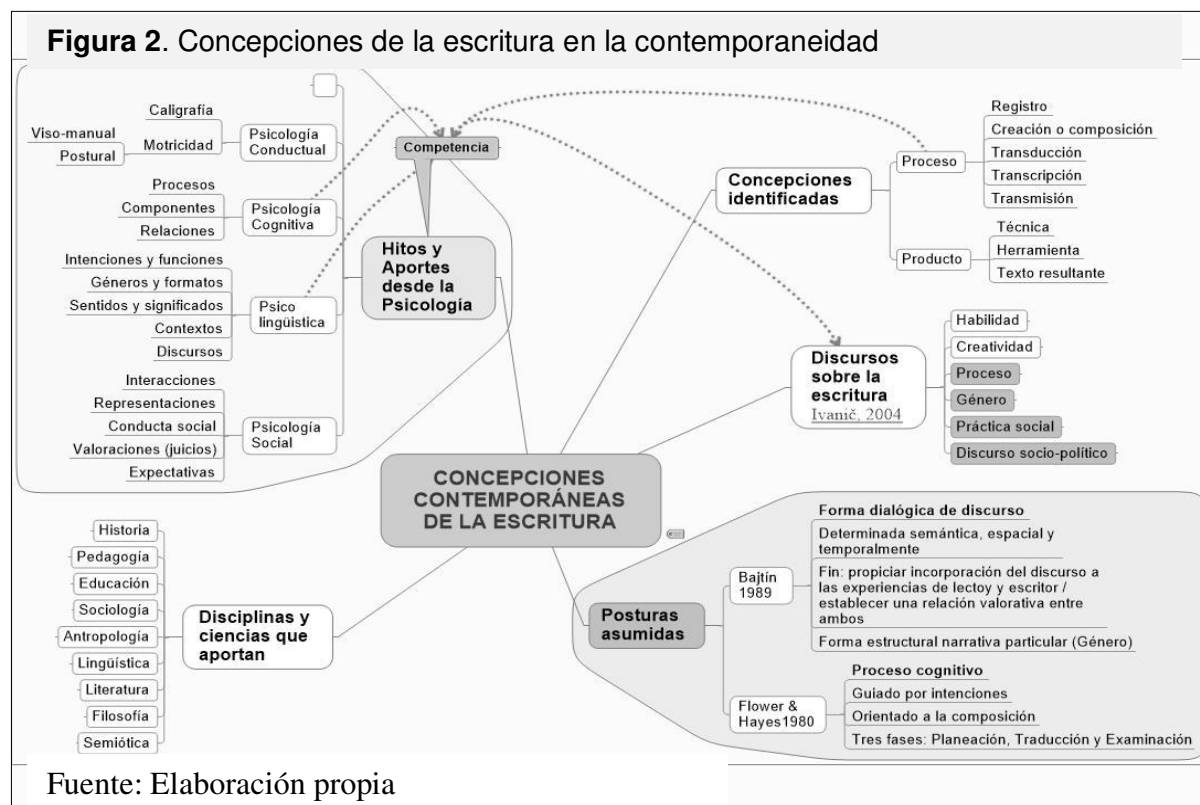 Figura 2. Concepciones de la escritura en la contemporaneidad
Caligrafía
Viso-manual
Postural
Motricidad
Psicología
Conductual
Competencia
Procesos
Componentes
Relaciones
Psicología
Cognitiva
Hitos y
Aportes
desde la
Psicología
Intenciones y funciones
Géneros y formatos
Sentidos y significados
Contextos
Discursos
Psico
lingüistica
Interacciones
Representaciones
Conducta social
Valoraciones (juicios)
Expectativas
Psicología
Social
Concepciones
identificadas
Proceso
Registro
Creación o composición
Transducción
Transcripción
Transmisión
Producto
Técnica
Herramienta
Texto resultante
Discursos
sobre la
escritura
Ivanič, 2004
Habilidad
Creatividad
Proceso
Género
Práctica social
Discurso socio-político
CONCEPCIONES
CONTEMPORÁNEAS
DE LA ESCRITURA
Historia
Pedagogía
Educación
Sociología
Antropología
Lingüística
Literatura
Filosofía
Semiótica
Disciplinas y
ciencias que
aportan
Posturas
asumidas
Bajtín
1989
Forma dialógica de discurso
Determinada semántica, espacial y
temporalmente
Fin: propiciar incorporación del discurso a
las experiencias de lectoy y escritor /
establecer una relación valorativa entre
ambos
Forma estructural narrativa particular (Género)
Flower &
Hayes1980
Proceso cognitivo
Guiado por intenciones
Orientado a la composición
Tres fases: Planeación, Traducción y Examinación
Fuente: Elaboración propia